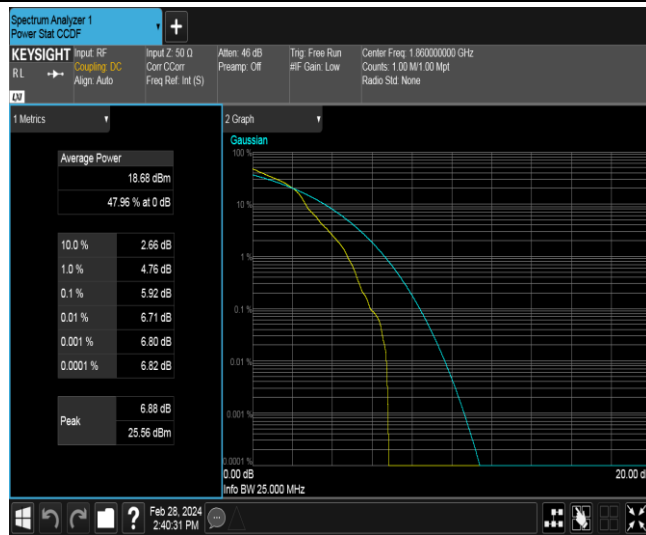 Spectrum Analyzer 1
Power Stat CCDF
+
KEYSIGHT
RL
LXI
Input: RF
Coupling: DC
Align: Auto
Input Z: 50 Ω
Corr CCorr
Freq Ref: Int (S)
Atten: 46 dB
Preamp: Off
Trig: Free Run
#IF Gain: Low
Center Freq: 1.860000000 GHz
Counts: 1.00 M/1.00 Mpt
Radio Std: None
1 Metrics
Average Power
18.68 dBm
47.96 % at 0 dB
10.0 % 2.66 dB
1.0 % 4.76 dB
0.1 % 5.92 dB
0.01 % 6.71 dB
0.001 % 6.80 dB
0.0001 % 6.82 dB
Peak
6.88 dB
25.56 dBm
2 Graph
Gaussian
100 %
10 %
1 %
0.1 %
0.01 %
0.001 %
0.0001 %
0.00 dB 20.00 d
Info BW 25.000 MHz
?
Feb 28, 2024
2:40:31 PM